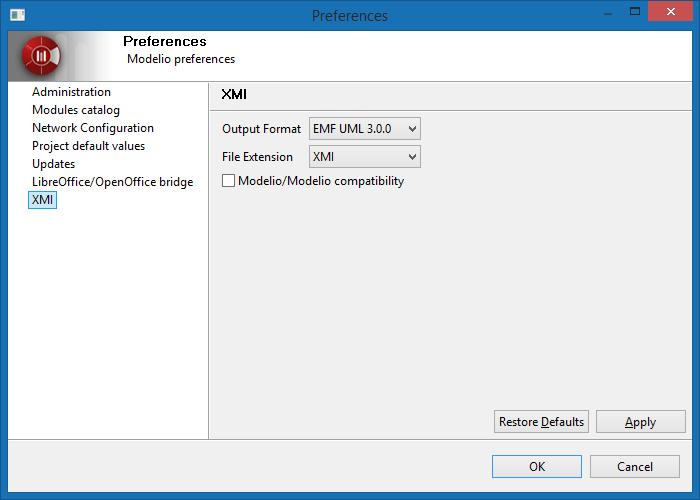 Preferences
Preferences
Modelio preferences
Administration
Modules catalog
Network Configuration
Project default values
Updates
LibreOffice/OpenOffice bridge
XMI
XMI
Output Format EMF UML 3.0.0
File Extension XMI
Modelio/Modelio compatibility
Restore Defaults Apply
OK Cancel